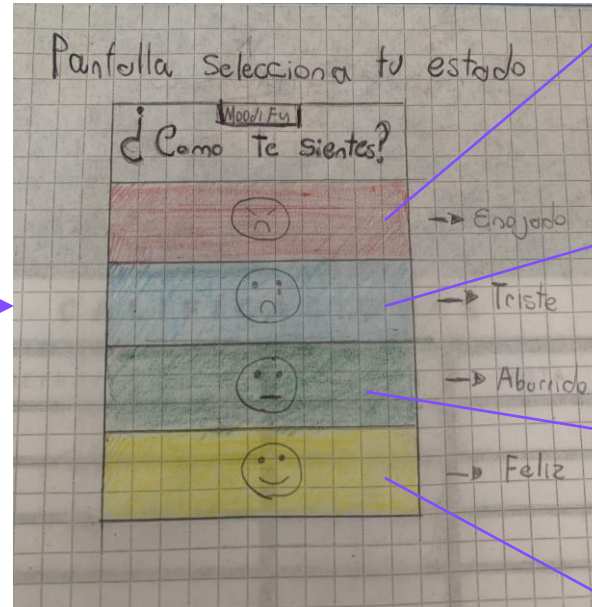 Pantalla Selecciona tu estado
MoodiFy
¿Como Te sientes?
→ Enojado
→ Triste
→ Aburrido
→ Feliz